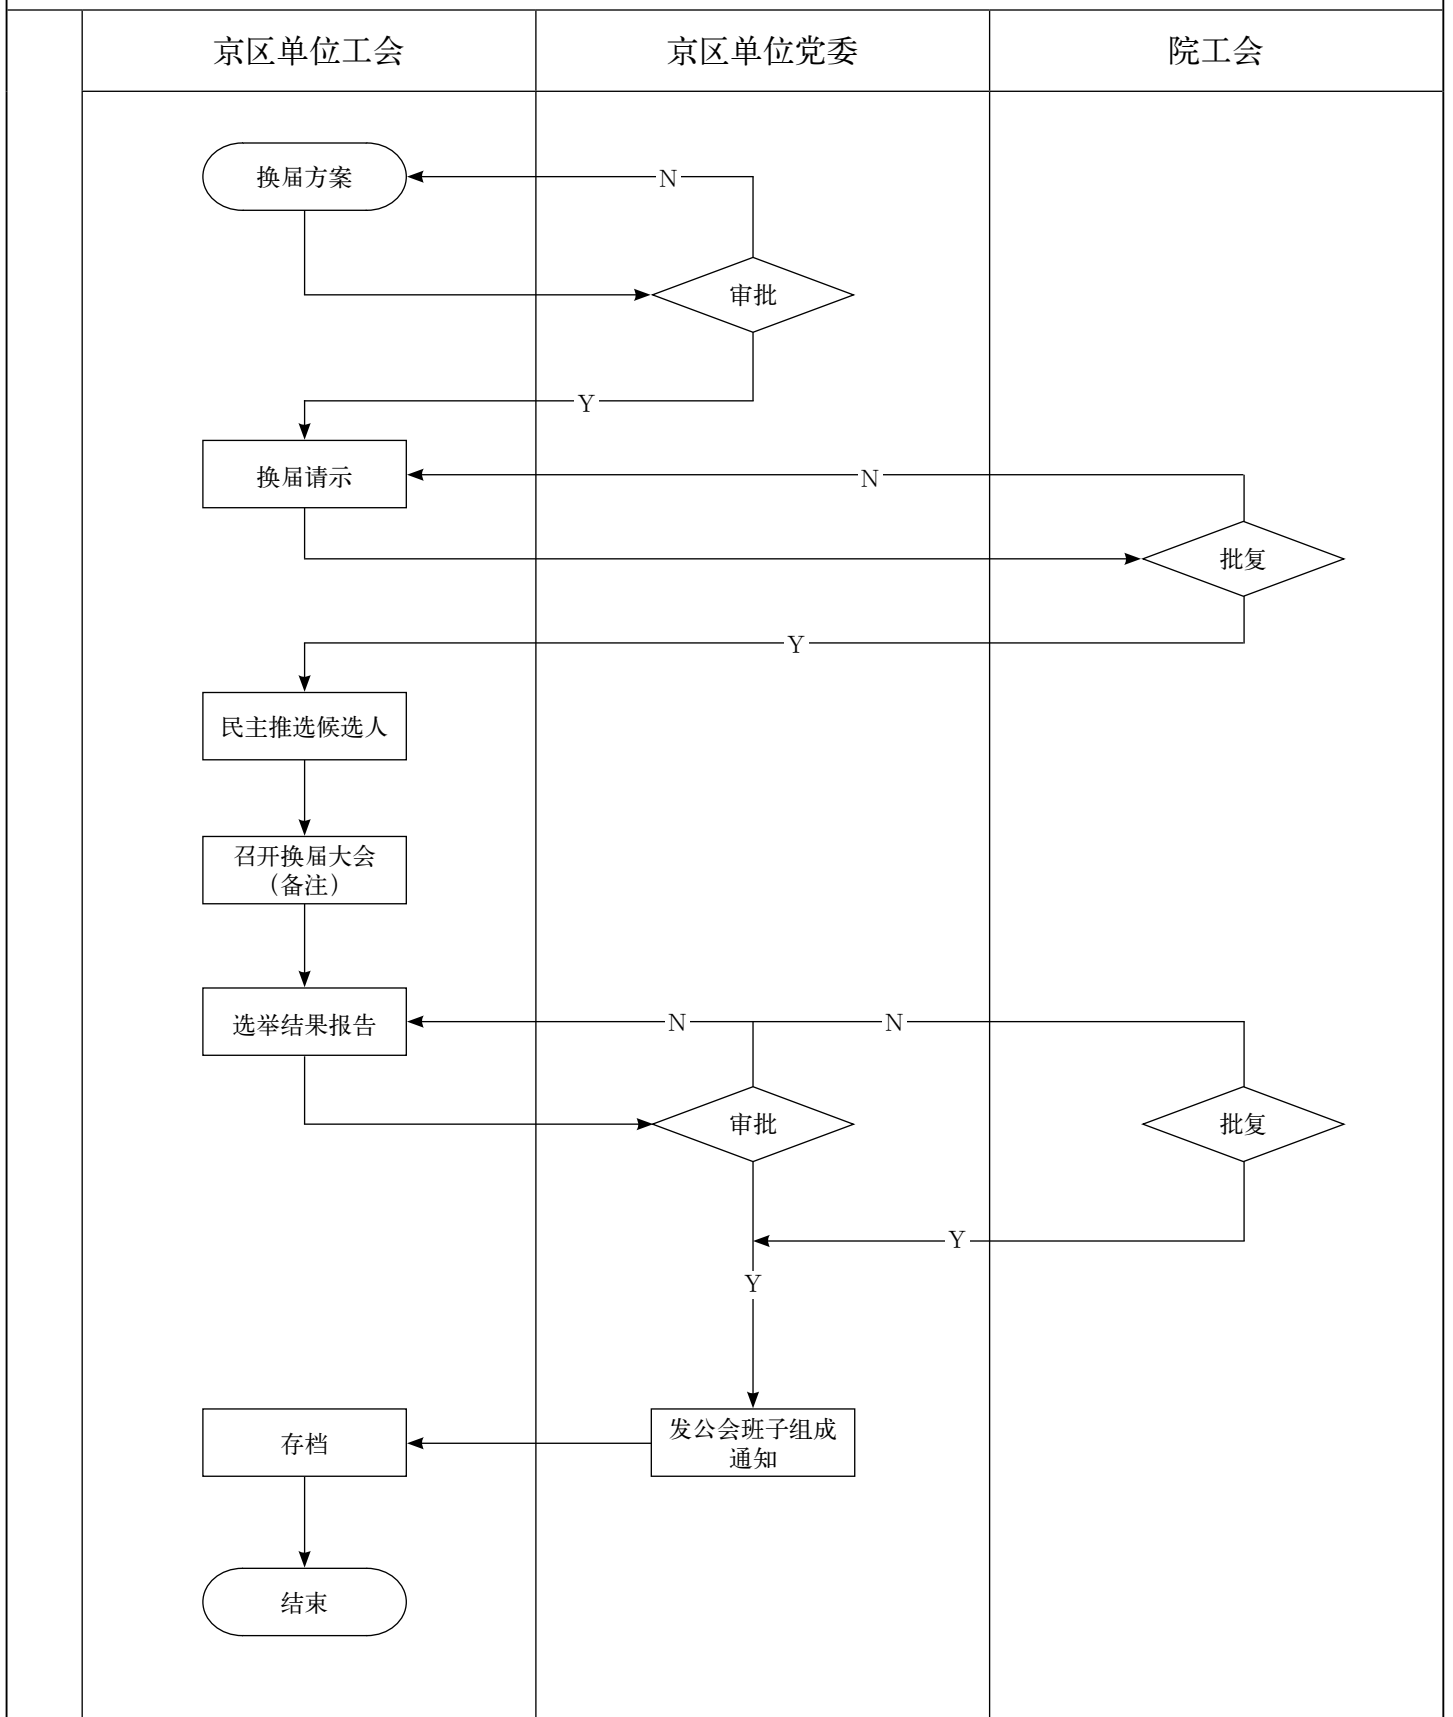 京区单位工会
京区单位党委
院工会
换届方案
N
审批
Y
换届请示
N
批复
Y
民主推选候选人
召开换届大会
（备注）
选举结果报告
N
N
审批
批复
Y
Y
发公会班子组成
通知
存档
结束